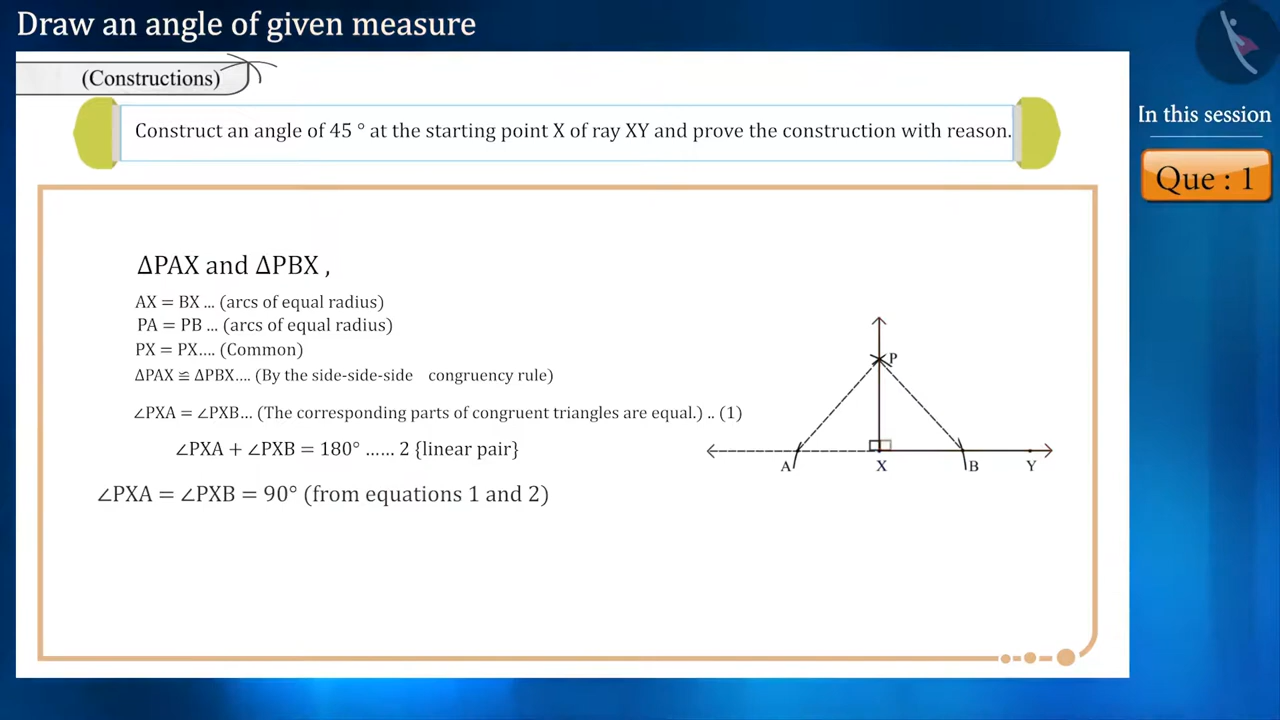 Draw an angle of given measure
(Constructions)
In this session
Construct an angle of 45 ° at the starting point X of ray XY and prove the construction with reason.
Que : 1
∆PAX and ∆PBX ,
AX = BX ... (arcs of equal radius)
PA = PB ... (arcs of equal radius)
PX = PX.... (Common)
∆PAX ≌ ∆PBX.... (By the side-side-side congruency rule)
∠PXA = ∠PXB... (The corresponding parts of congruent triangles are equal.) .. (1)
∠PXA + ∠PXB = 180° ...... 2 {linear pair}
∠PXA = ∠PXB = 90° (from equations 1 and 2)
P
A X B Y